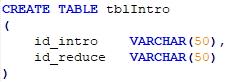 CREATE TABLE tblIntro
(
    id_intro    VARCHAR(50),
    id_reduce   VARCHAR(50)
)